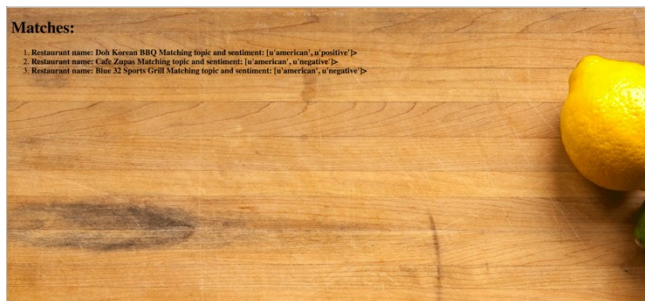 Matches:
1. Restaurant name: Doh Korean BBQ Matching topic and sentiment: [u'american', u'positive']>
2. Restaurant name: Cafe Zupas Matching topic and sentiment: [u'american', u'negative']>
3. Restaurant name: Blue 32 Sports Grill Matching topic and sentiment: [u'american', u'negative']>